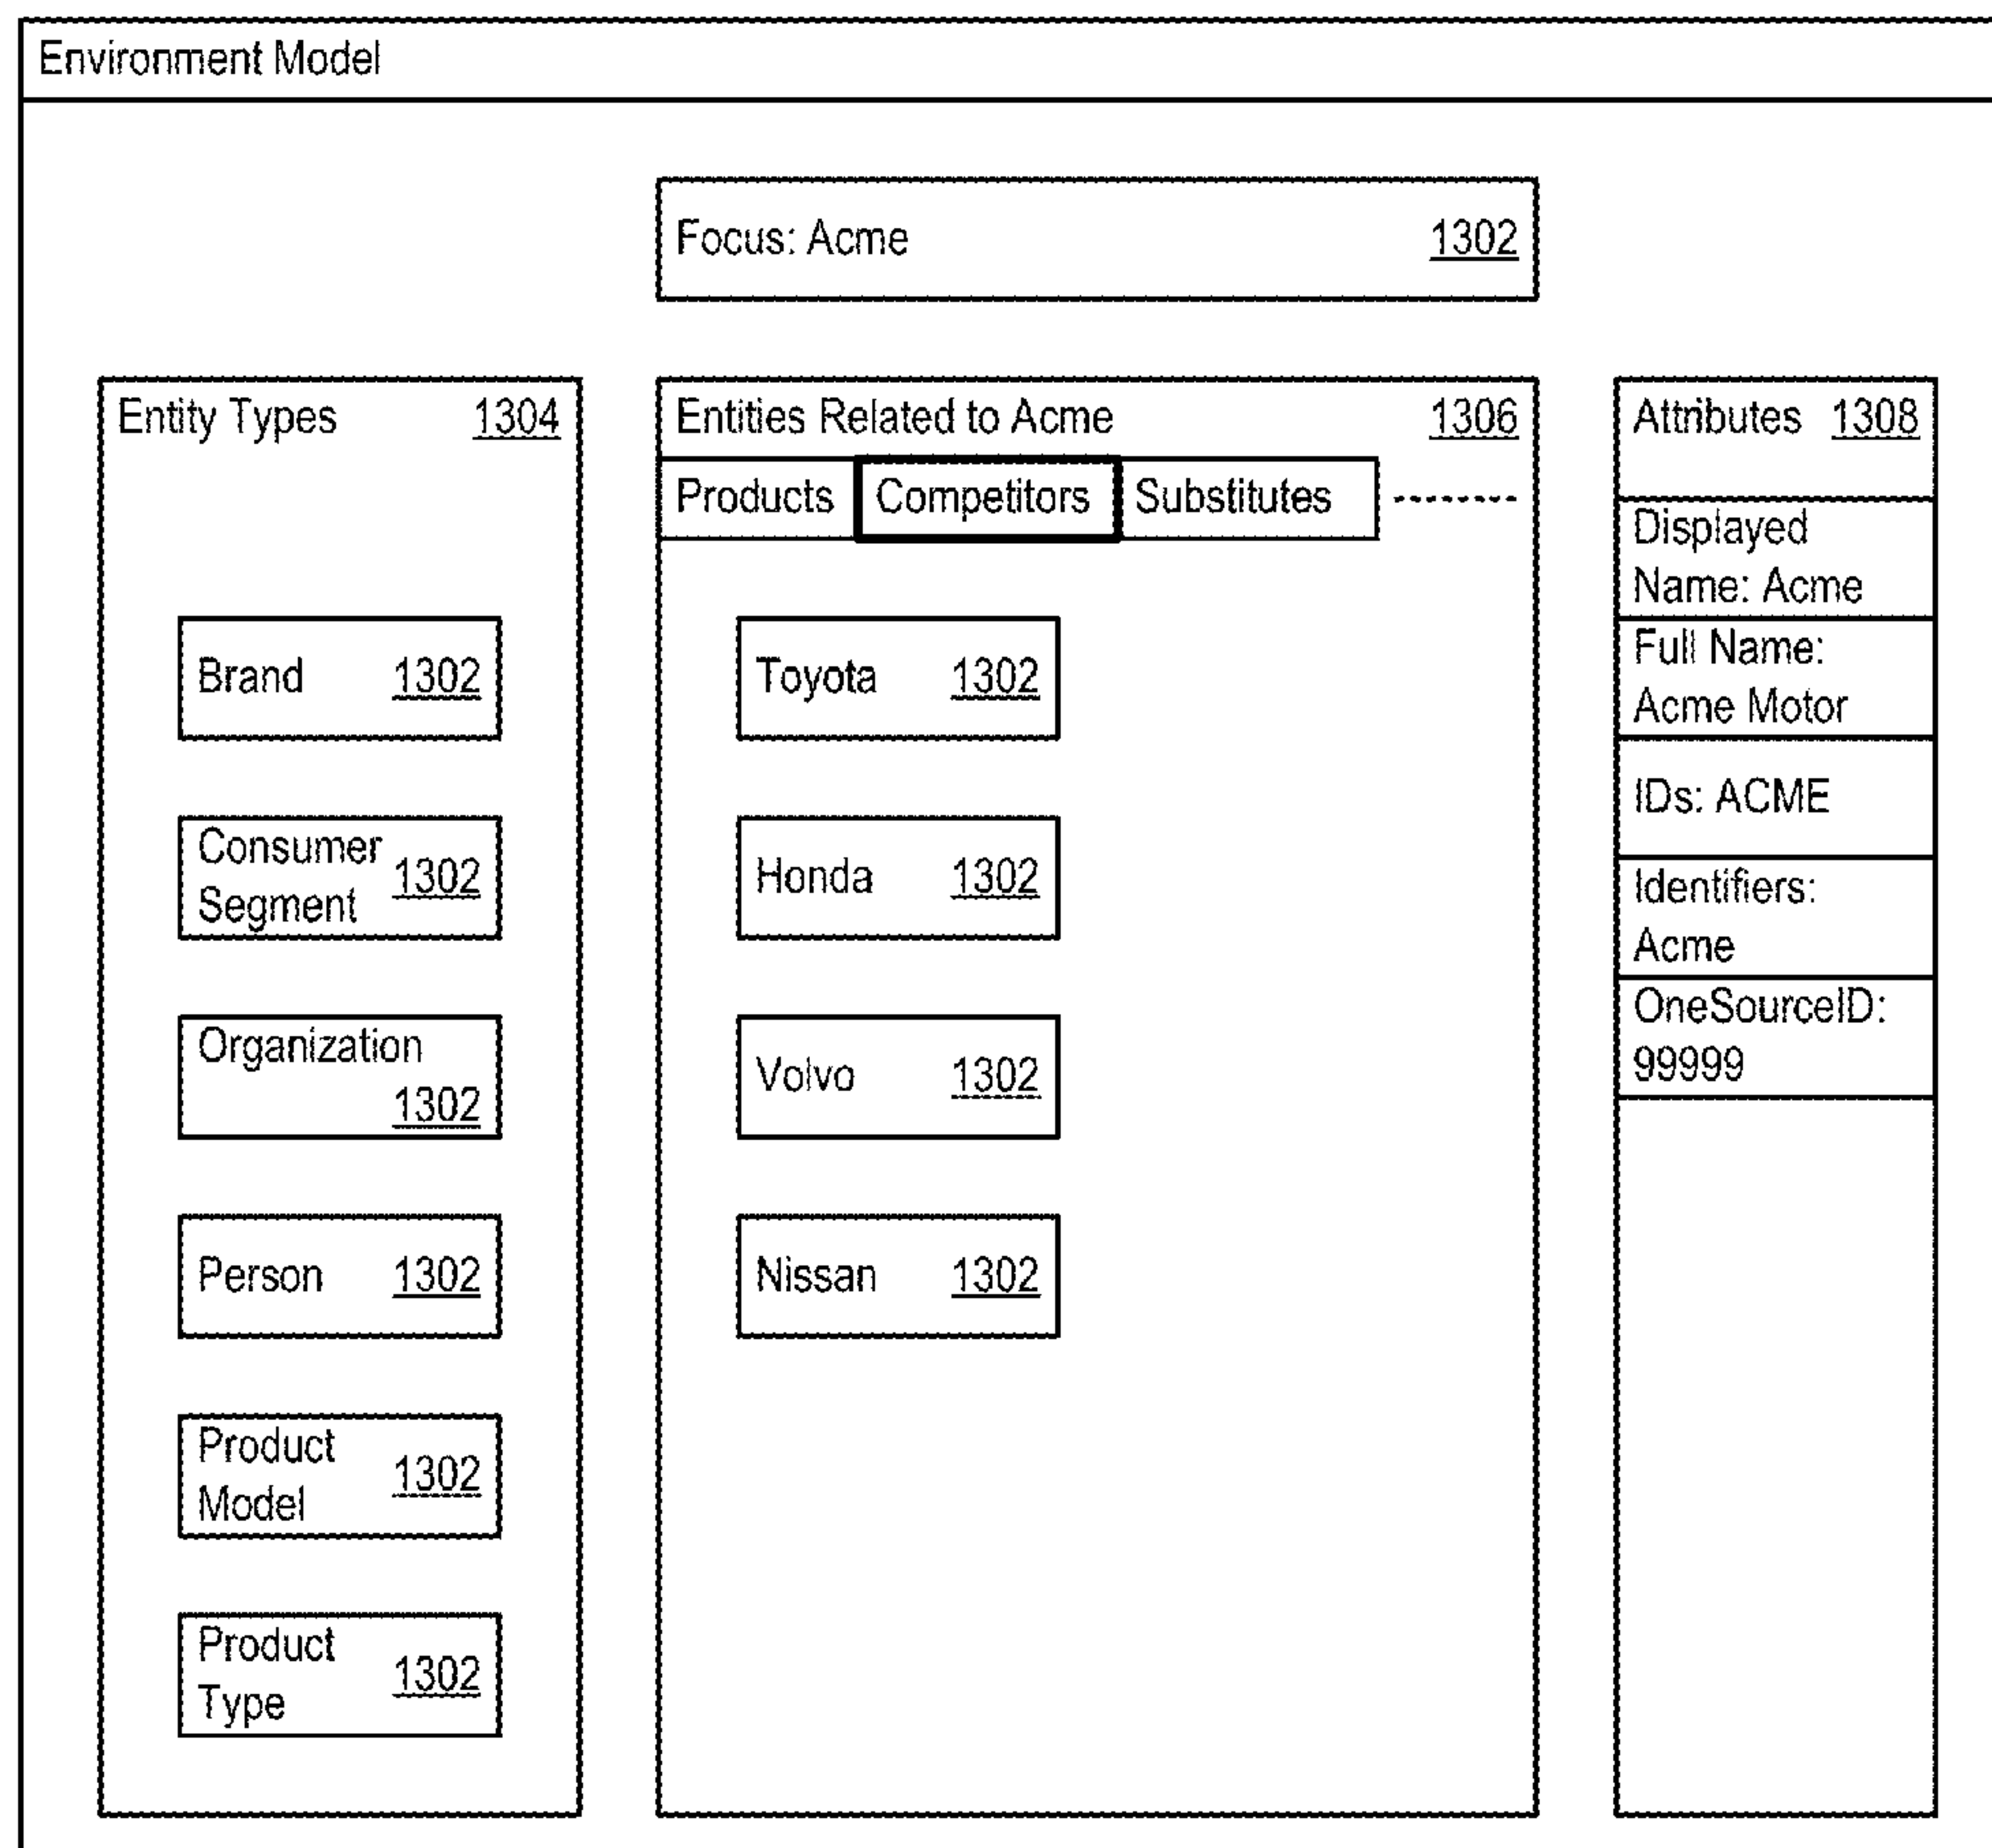 Environment Model
Focus: Acme 1302
Entity Types 1304
Brand 1302
Consumer
Segment 1302
Organization
1302
Person 1302
Product
Model 1302
Product
Type 1302
Entities Related to Acme 1306
Products Competitors Substitutes
Toyota 1302
Honda 1302
Volvo 1302
Nissan 1302
Attributes 1308
Displayed
Name: Acme
Full Name:
Acme Motor
IDs: ACME
Identifiers:
Acme
OneSourceID:
99999